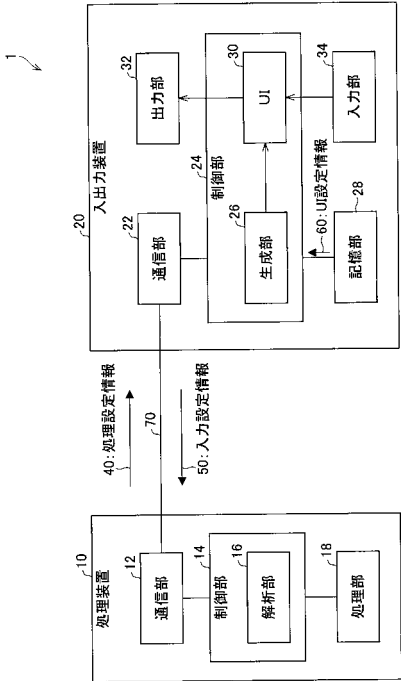 1
10
処理装置
12
通信部
14
制御部
16
解析部
18
処理部
40:処理設定情報
70
50:入力設定情報
20
入出力装置
22
通信部
24
制御部
26
生成部
30
UI
32
出力部
34
入力部
60:UI設定情報
28
記憶部